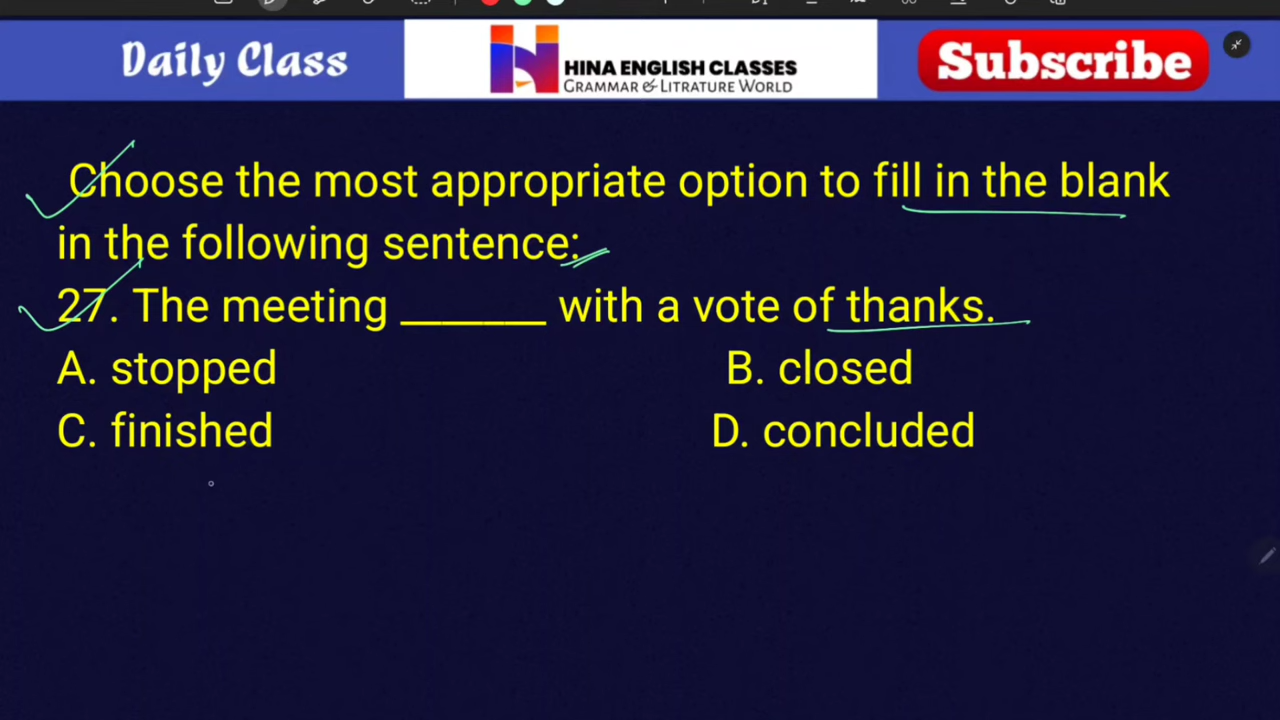 Daily Class
HINA ENGLISH CLASSES
GRAMMAR & LITRATURE WORLD
Subscribe
Choose the most appropriate option to fill in the blank
in the following sentence:
27. The meeting _______ with a vote of thanks.
A. stopped B. closed
C. finished D. concluded